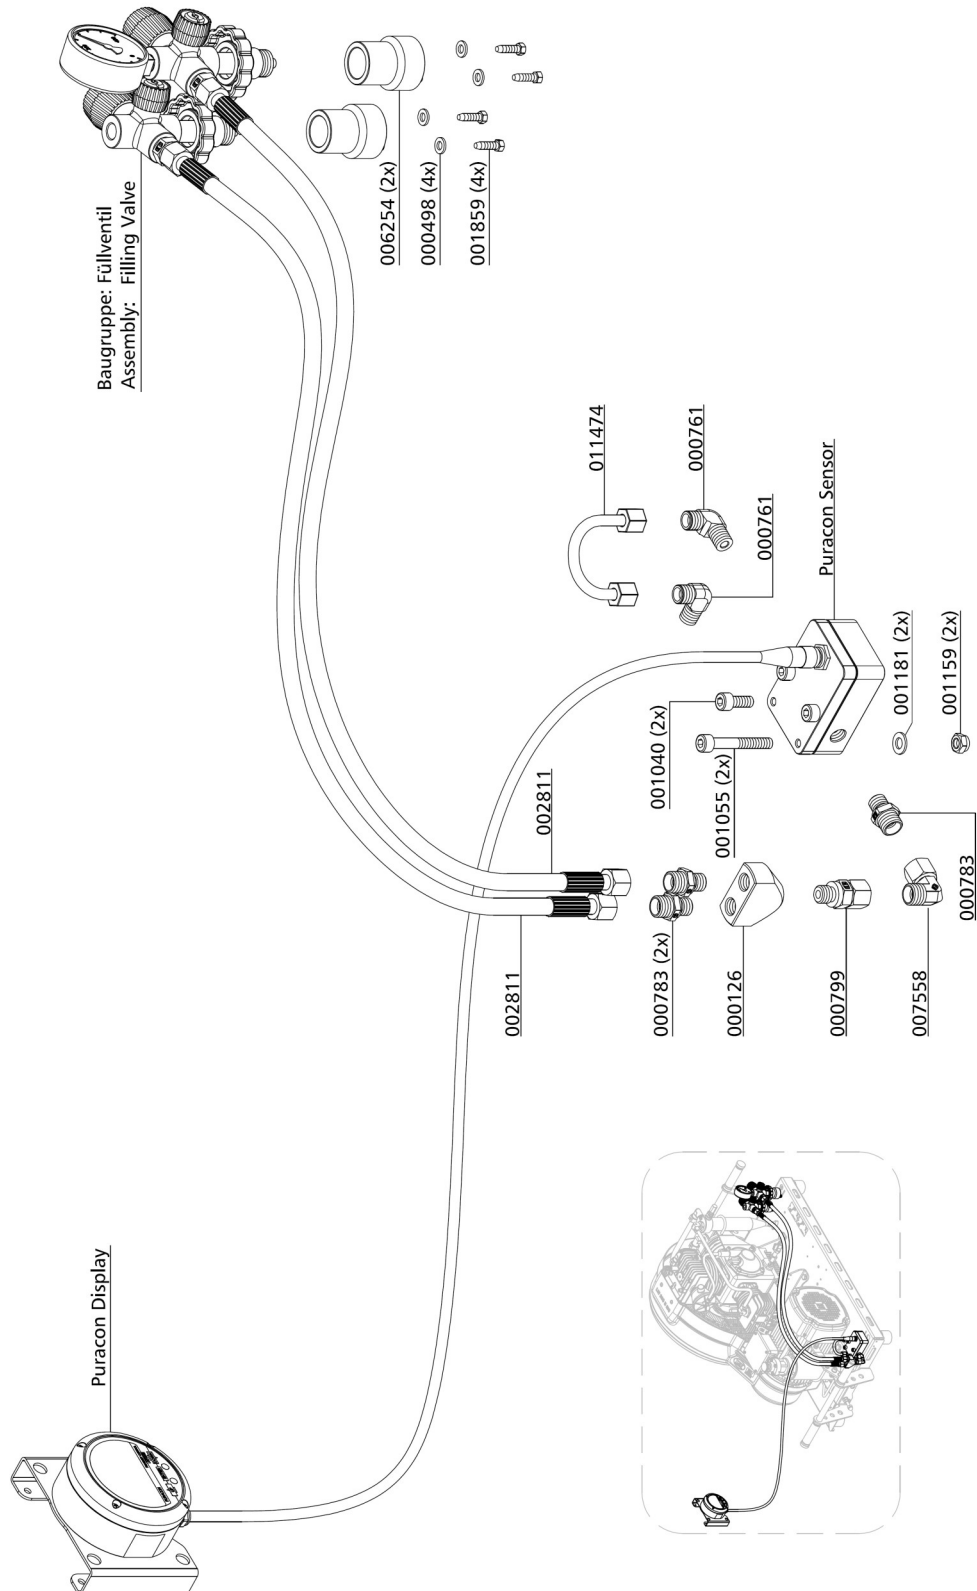 Baugruppe: Füllventil
Assembly: Filling Valve
006254 (2x)
000498 (4x)
001859 (4x)
011474
000761
000761
Puracon Sensor
001181 (2x)
001159 (2x)
001040 (2x)
001055 (2x)
002811
002811
000783
000783 (2x)
000126
000799
007558
Puracon Display